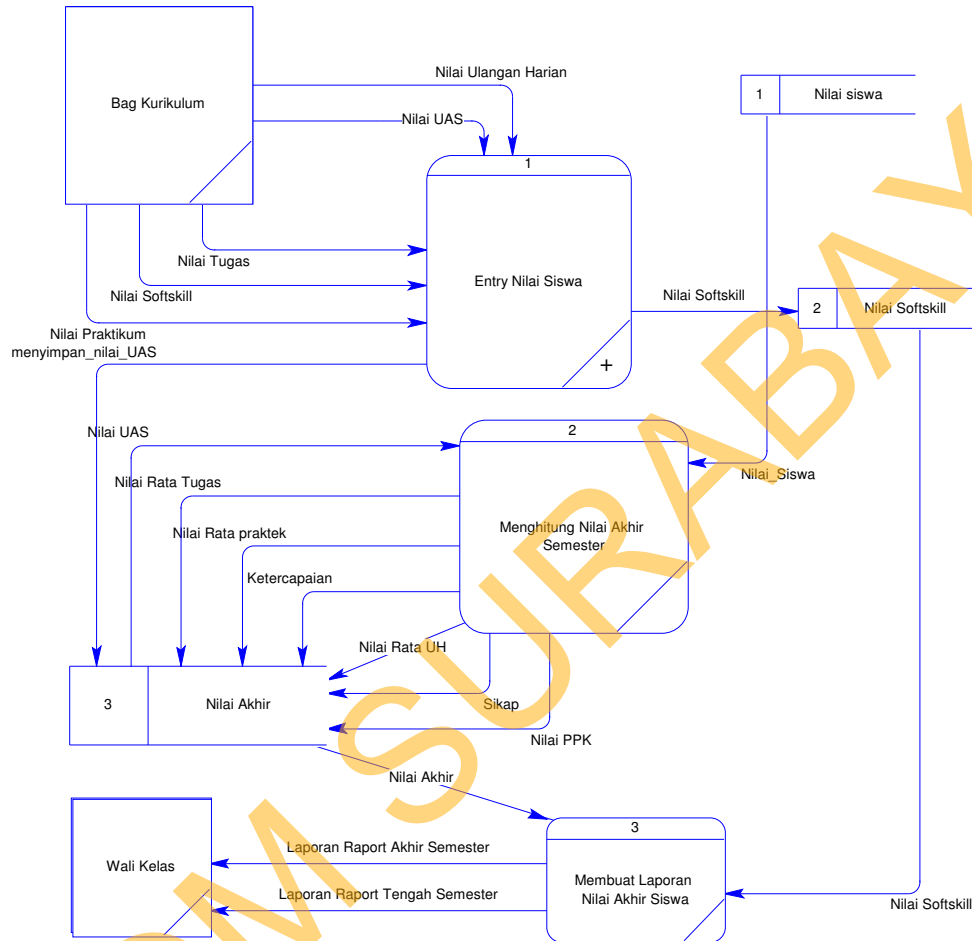 Nilai Ulangan Harian
1
Nilai siswa
Bag Kurikulum
Nilai UAS
1
Nilai Tugas
Entry Nilai Siswa
Nilai Softskill
Nilai Softskill
2
Nilai Softskill
Nilai Praktikum
menyimpan_nilai_UAS
+
Nilai UAS
2
Nilai_Siswa
Nilai Rata Tugas
Nilai Rata praktek
Menghitung Nilai Akhir
Semester
Ketercapaian
Nilai Rata UH
3
Nilai Akhir
Sikap
Nilai PPK
Nilai Akhir
3
Laporan Raport Akhir Semester
Wali Kelas
Membuat Laporan
Nilai Akhir Siswa
Laporan Raport Tengah Semester
Nilai Softskill
OM SURABAY